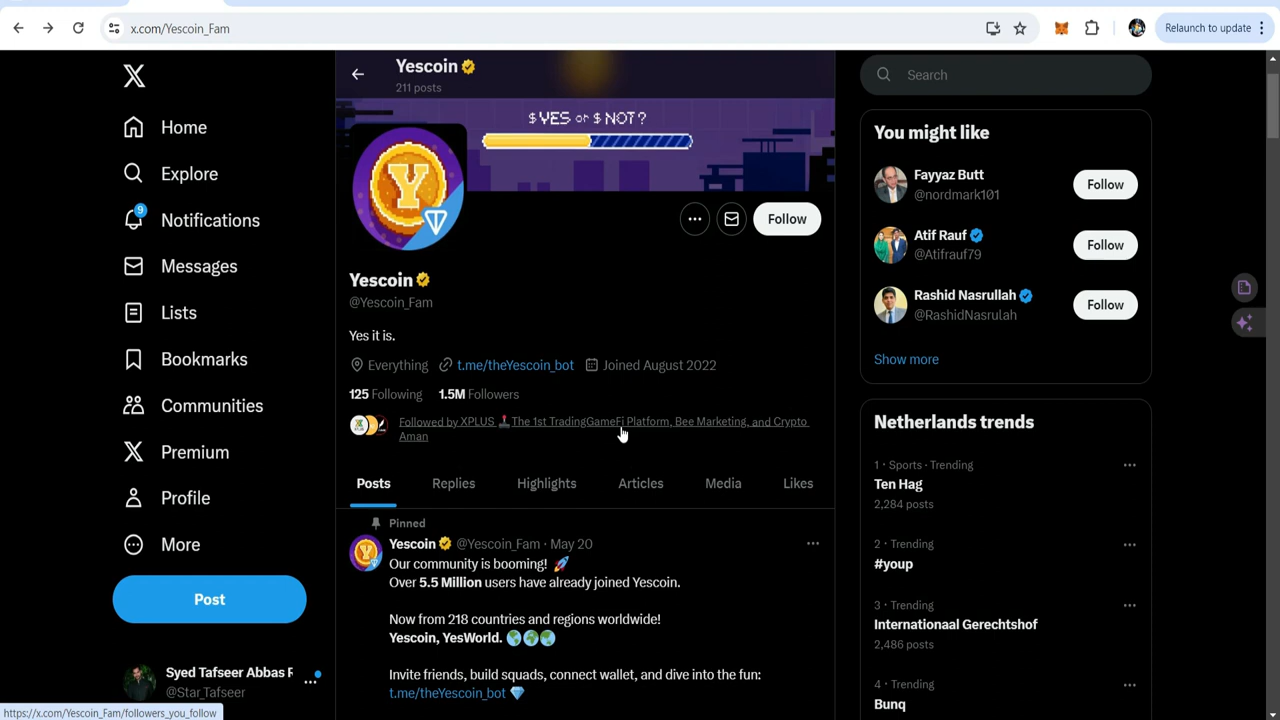 x.com/Yescoin_Fam
Relaunch to update
Yescoin
211 posts
$YES or $NOT?
Home
Explore
9
Notifications
Messages
Lists
Bookmarks
Communities
Premium
Profile
More
Post
Syed Tafseer Abbas R
@Star_Tafseer
https://x.com/Yescoin_Fam/followers_you_follow
Y
Follow
Yescoin
@Yescoin_Fam
Yes it is.
Everything t.me/theYescoin_bot Joined August 2022
125 Following 1.5M Followers
Followed by XPLUS The 1st TradingGameFi Platform, Bee Marketing, and Crypto
Aman
Posts Replies Highlights Articles Media Likes
Pinned
Yescoin @Yescoin_Fam · May 20
Our community is booming! 🚀
Over 5.5 Million users have already joined Yescoin.
Now from 218 countries and regions worldwide!
Yescoin, YesWorld. 🌍🌍🌏
Invite friends, build squads, connect wallet, and dive into the fun:
t.me/theYescoin_bot 💎
Search
You might like
Fayyaz Butt
@nordmark101
Follow
Atif Rauf
@Atifrauf79
Follow
Rashid Nasrullah
@RashidNasrulah
Follow
Show more
Netherlands trends
1 · Sports · Trending
Ten Hag
2,284 posts
2 · Trending
#youp
3 · Trending
Internationaal Gerechtshof
2,486 posts
4 · Trending
Bunq